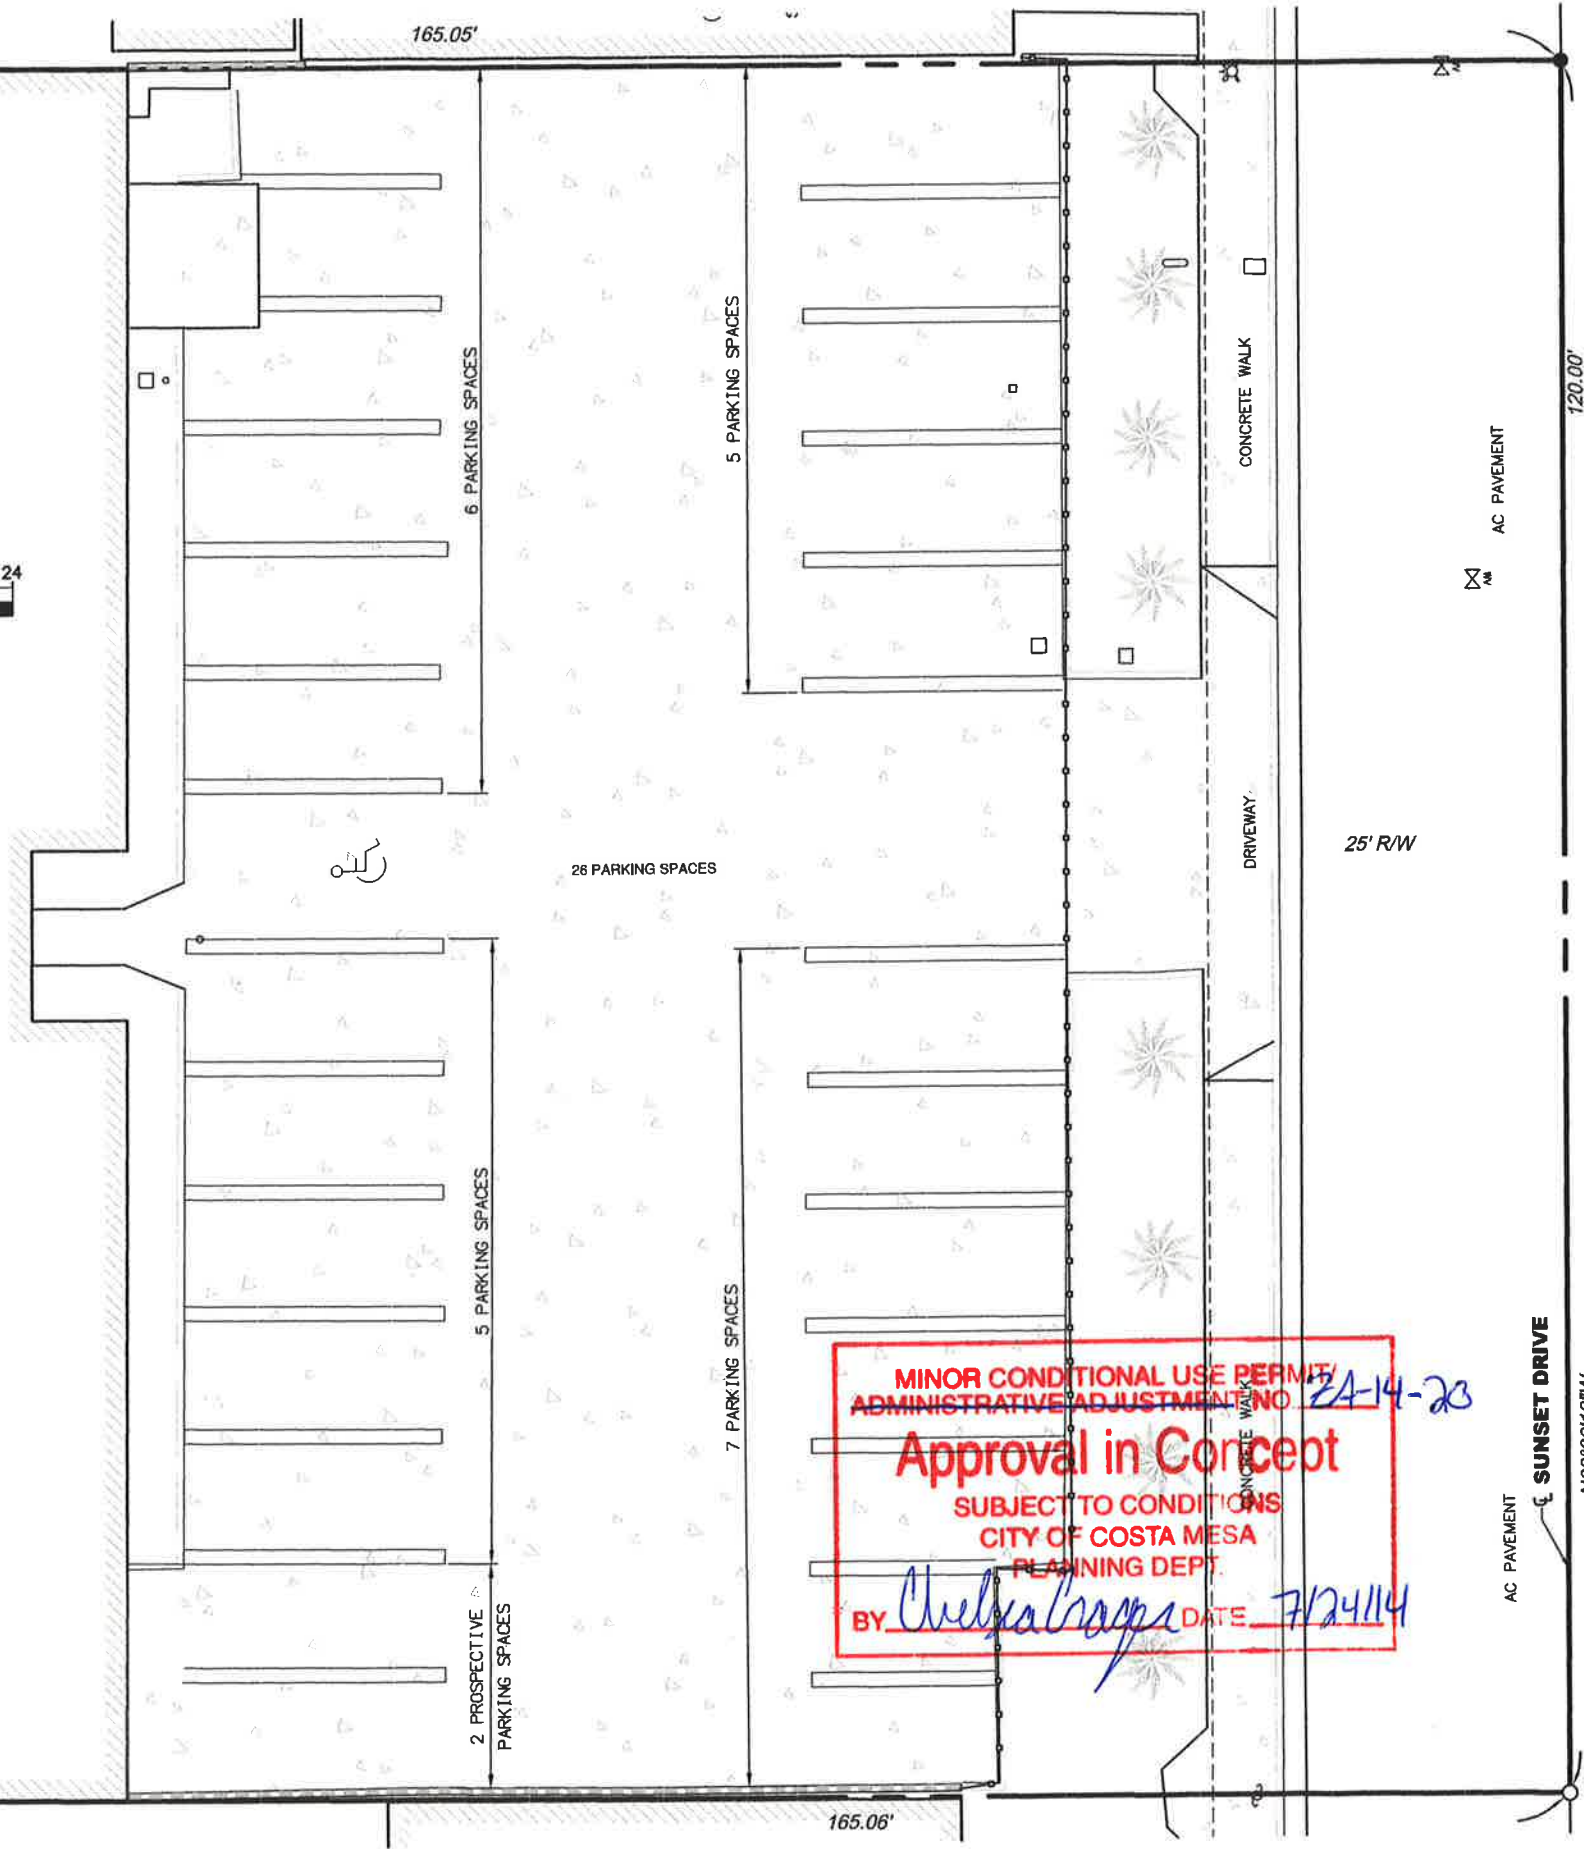 165.05'
24
6 PARKING SPACES
5 PARKING SPACES
CONCRETE WALK
120.00'
AC PAVEMENT
26 PARKING SPACES
DRIVEWAY
25' R/W
5 PARKING SPACES
7 PARKING SPACES
MINOR CONDITIONAL USE PERMIT/
ADMINISTRATIVE ADJUSTMENT NO ZA-14-23
Approval in Concept
SUBJECT TO CONDITIONS
CITY OF COSTA MESA
PLANNING DEPT.
BY Chelsea Crager DATE 7/24/14
CONCRETE WALK
SUNSET DRIVE
AC PAVEMENT
2 PROSPECTIVE
PARKING SPACES
165.06'